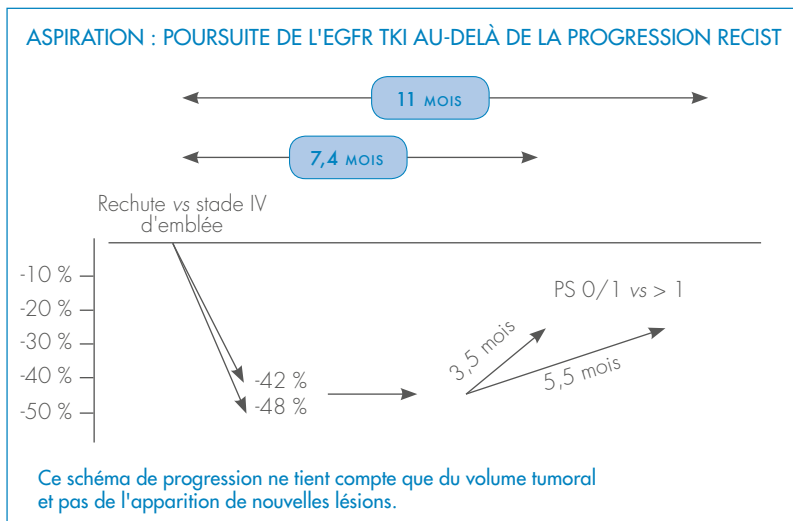 ASPIRATION : POURSUITE DE L'EGFR TKI AU-DELÀ DE LA PROGRESSION RECIST
11 MOIS
7,4 MOIS
Rechute vs stade IV
d'emblée
-10 %
-20 %
-30 %
-40 %
-50 %
-42 %
-48 %
PS 0/1 vs > 1
3,5 mois
5,5 mois
Ce schéma de progression ne tient compte que du volume tumoral
et pas de l'apparition de nouvelles lésions.